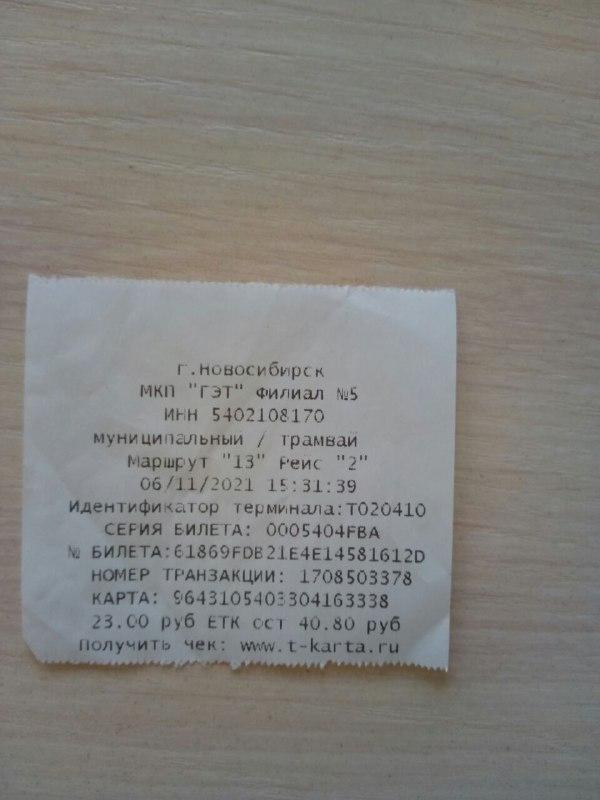 г.Новосибирск
МКП "ГЭТ" Филиал №5
ИНН 5402108170
муниципальный / трамвай
Маршрут "13" Рейс "2"
06/11/2021 15:31:39
Идентификатор терминала:T020410
СЕРИЯ БИЛЕТА: 0005404FBA
№ БИЛЕТА:61869FDB21E4E14581612D
НОМЕР ТРАНЗАКЦИИ: 1708503378
КАРТА: 9643105403304163338
23.00 руб ЕТК ост 40.80 руб
Получить чек: www.t-karta.ru